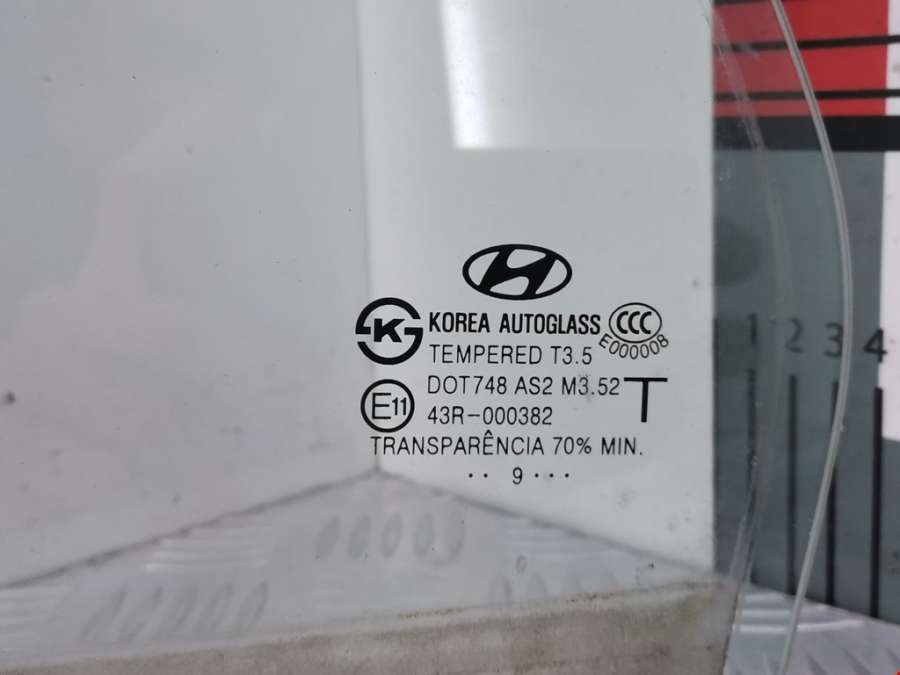 KOREA AUTOGLASS CCC
E000008
TEMPERED T3.5
DOT748 AS2 M3.52 T
E11 43R-000382
TRANSPARÊNCIA 70% MIN.
·· 9 ···
1 2 3 4